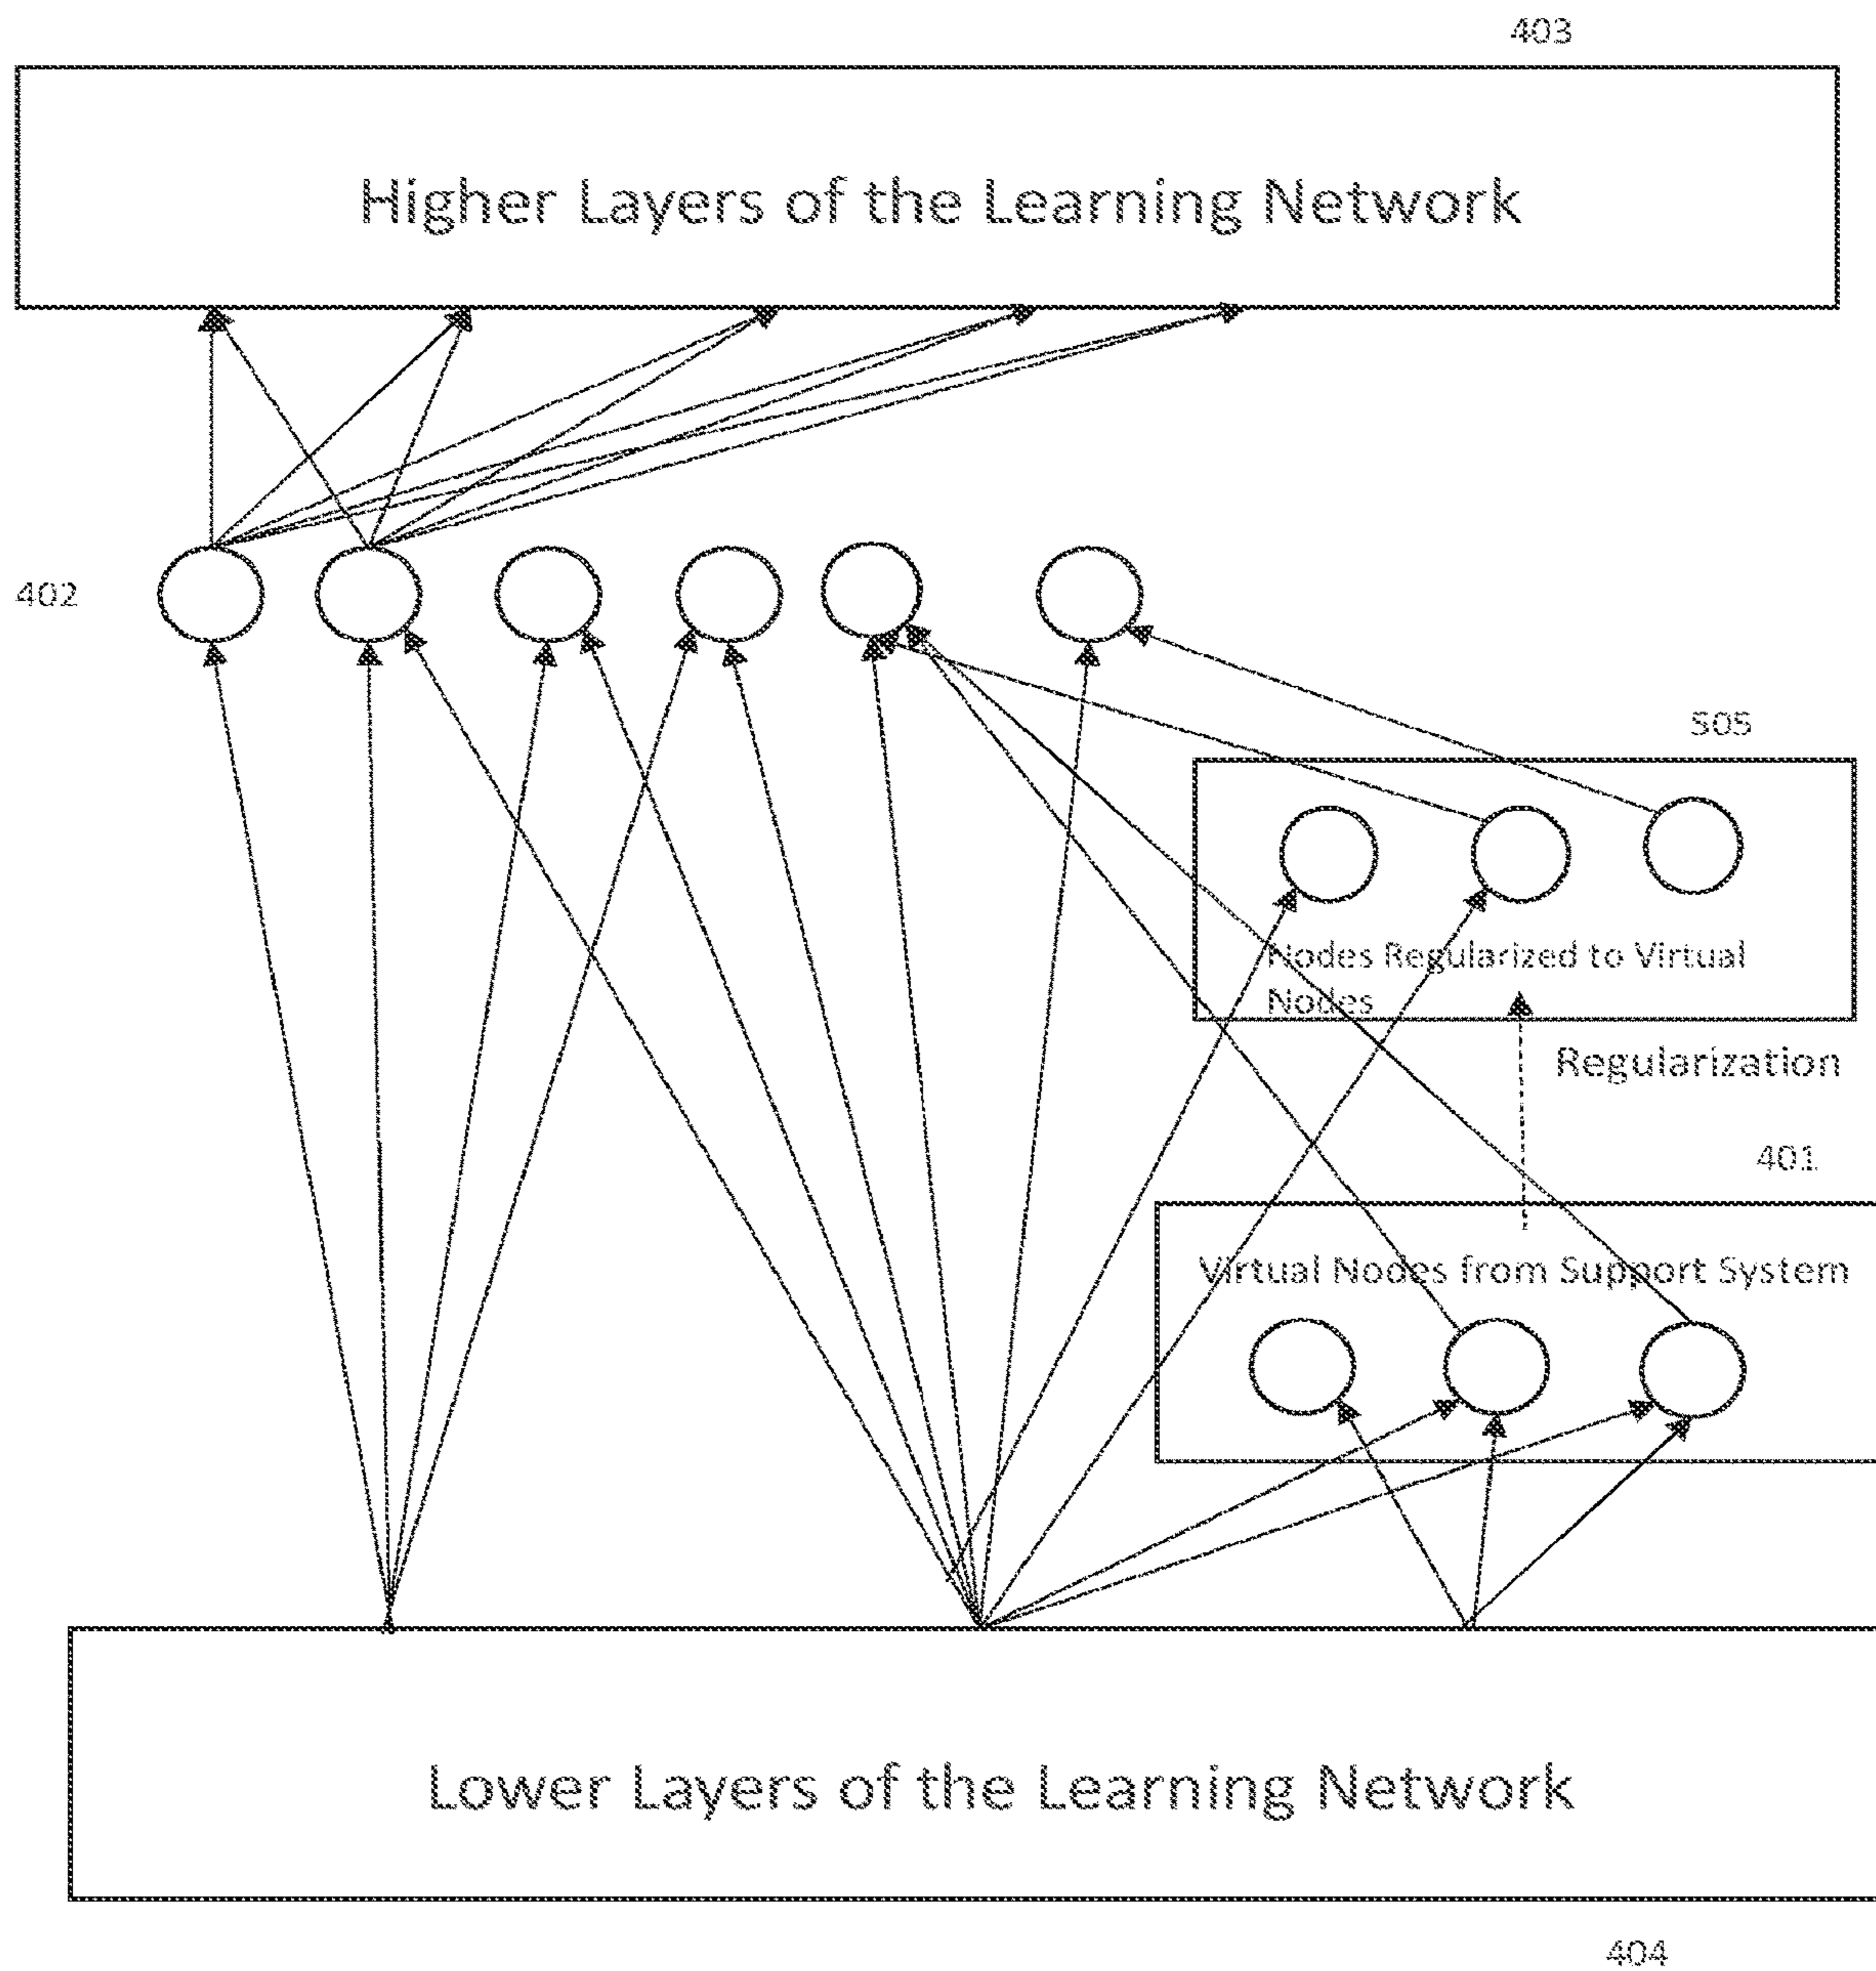 403
Higher Layers of the Learning Network
402
505
Nodes Regularized to Virtual
Nodes
Regularization
401
Virtual Nodes from Support System
Lower Layers of the Learning Network
404